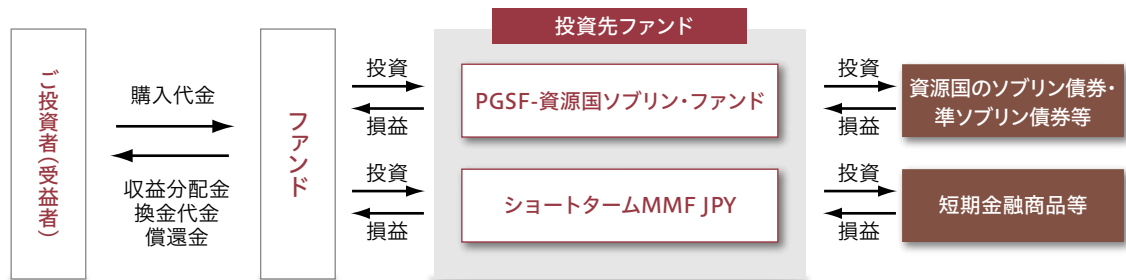 投資先ファンド
ご投資者(受益者)
購入代金
収益分配金
換金代金
償還金
ファンド
投資
損益
PGSF-資源国ソブリン・ファンド
投資
損益
資源国のソブリン債券・
準ソブリン債券等
投資
損益
ショートタームMMF JPY
投資
損益
短期金融商品等